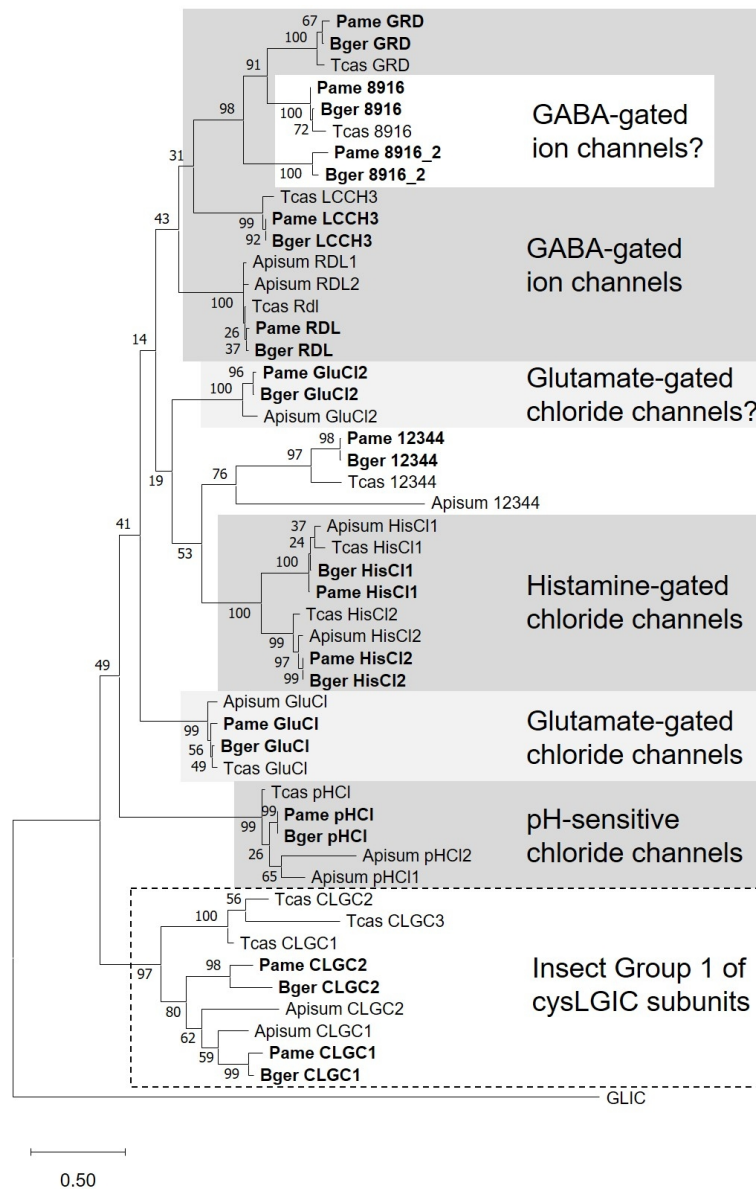 67
Pame GRD
100
Bger GRD
91
Tcas GRD
Pame 8916
98
100
Bger 8916
72
Tcas 8916
GABA-gated
ion channels?
31
Pame 8916_2
100
Bger 8916_2
Tcas LCCH3
43
99
Pame LCCH3
92
Bger LCCH3
GABA-gated
ion channels
Apisum RDL1
Apisum RDL2
100
Tcas Rdl
26
Pame RDL
14
37
Bger RDL
96
Pame GluCl2
100
Bger GluCl2
Apisum GluCl2
Glutamate-gated
chloride channels?
98
Pame 12344
97
Bger 12344
19
76
Tcas 12344
Apisum 12344
41
53
37
Apisum HisCl1
24
Tcas HisCl1
100
Bger HisCl1
Pame HisCl1
100
Tcas HisCl2
99
Apisum HisCl2
97
Pame HisCl2
99
Bger HisCl2
Histamine-gated
chloride channels
49
Apisum GluCl
99
Pame GluCl
56
Bger GluCl
49
Tcas GluCl
Glutamate-gated
chloride channels
Tcas pHCl
99
Pame pHCl
99
Bger pHCl
26
Apisum pHCl2
65
Apisum pHCl1
pH-sensitive
chloride channels
56
Tcas CLGC2
100
Tcas CLGC3
Tcas CLGC1
97
98
Pame CLGC2
Bger CLGC2
80
Apisum CLGC2
62
Apisum CLGC1
59
Pame CLGC1
99
Bger CLGC1
Insect Group 1 of
cysLGIC subunits
GLIC
0.50